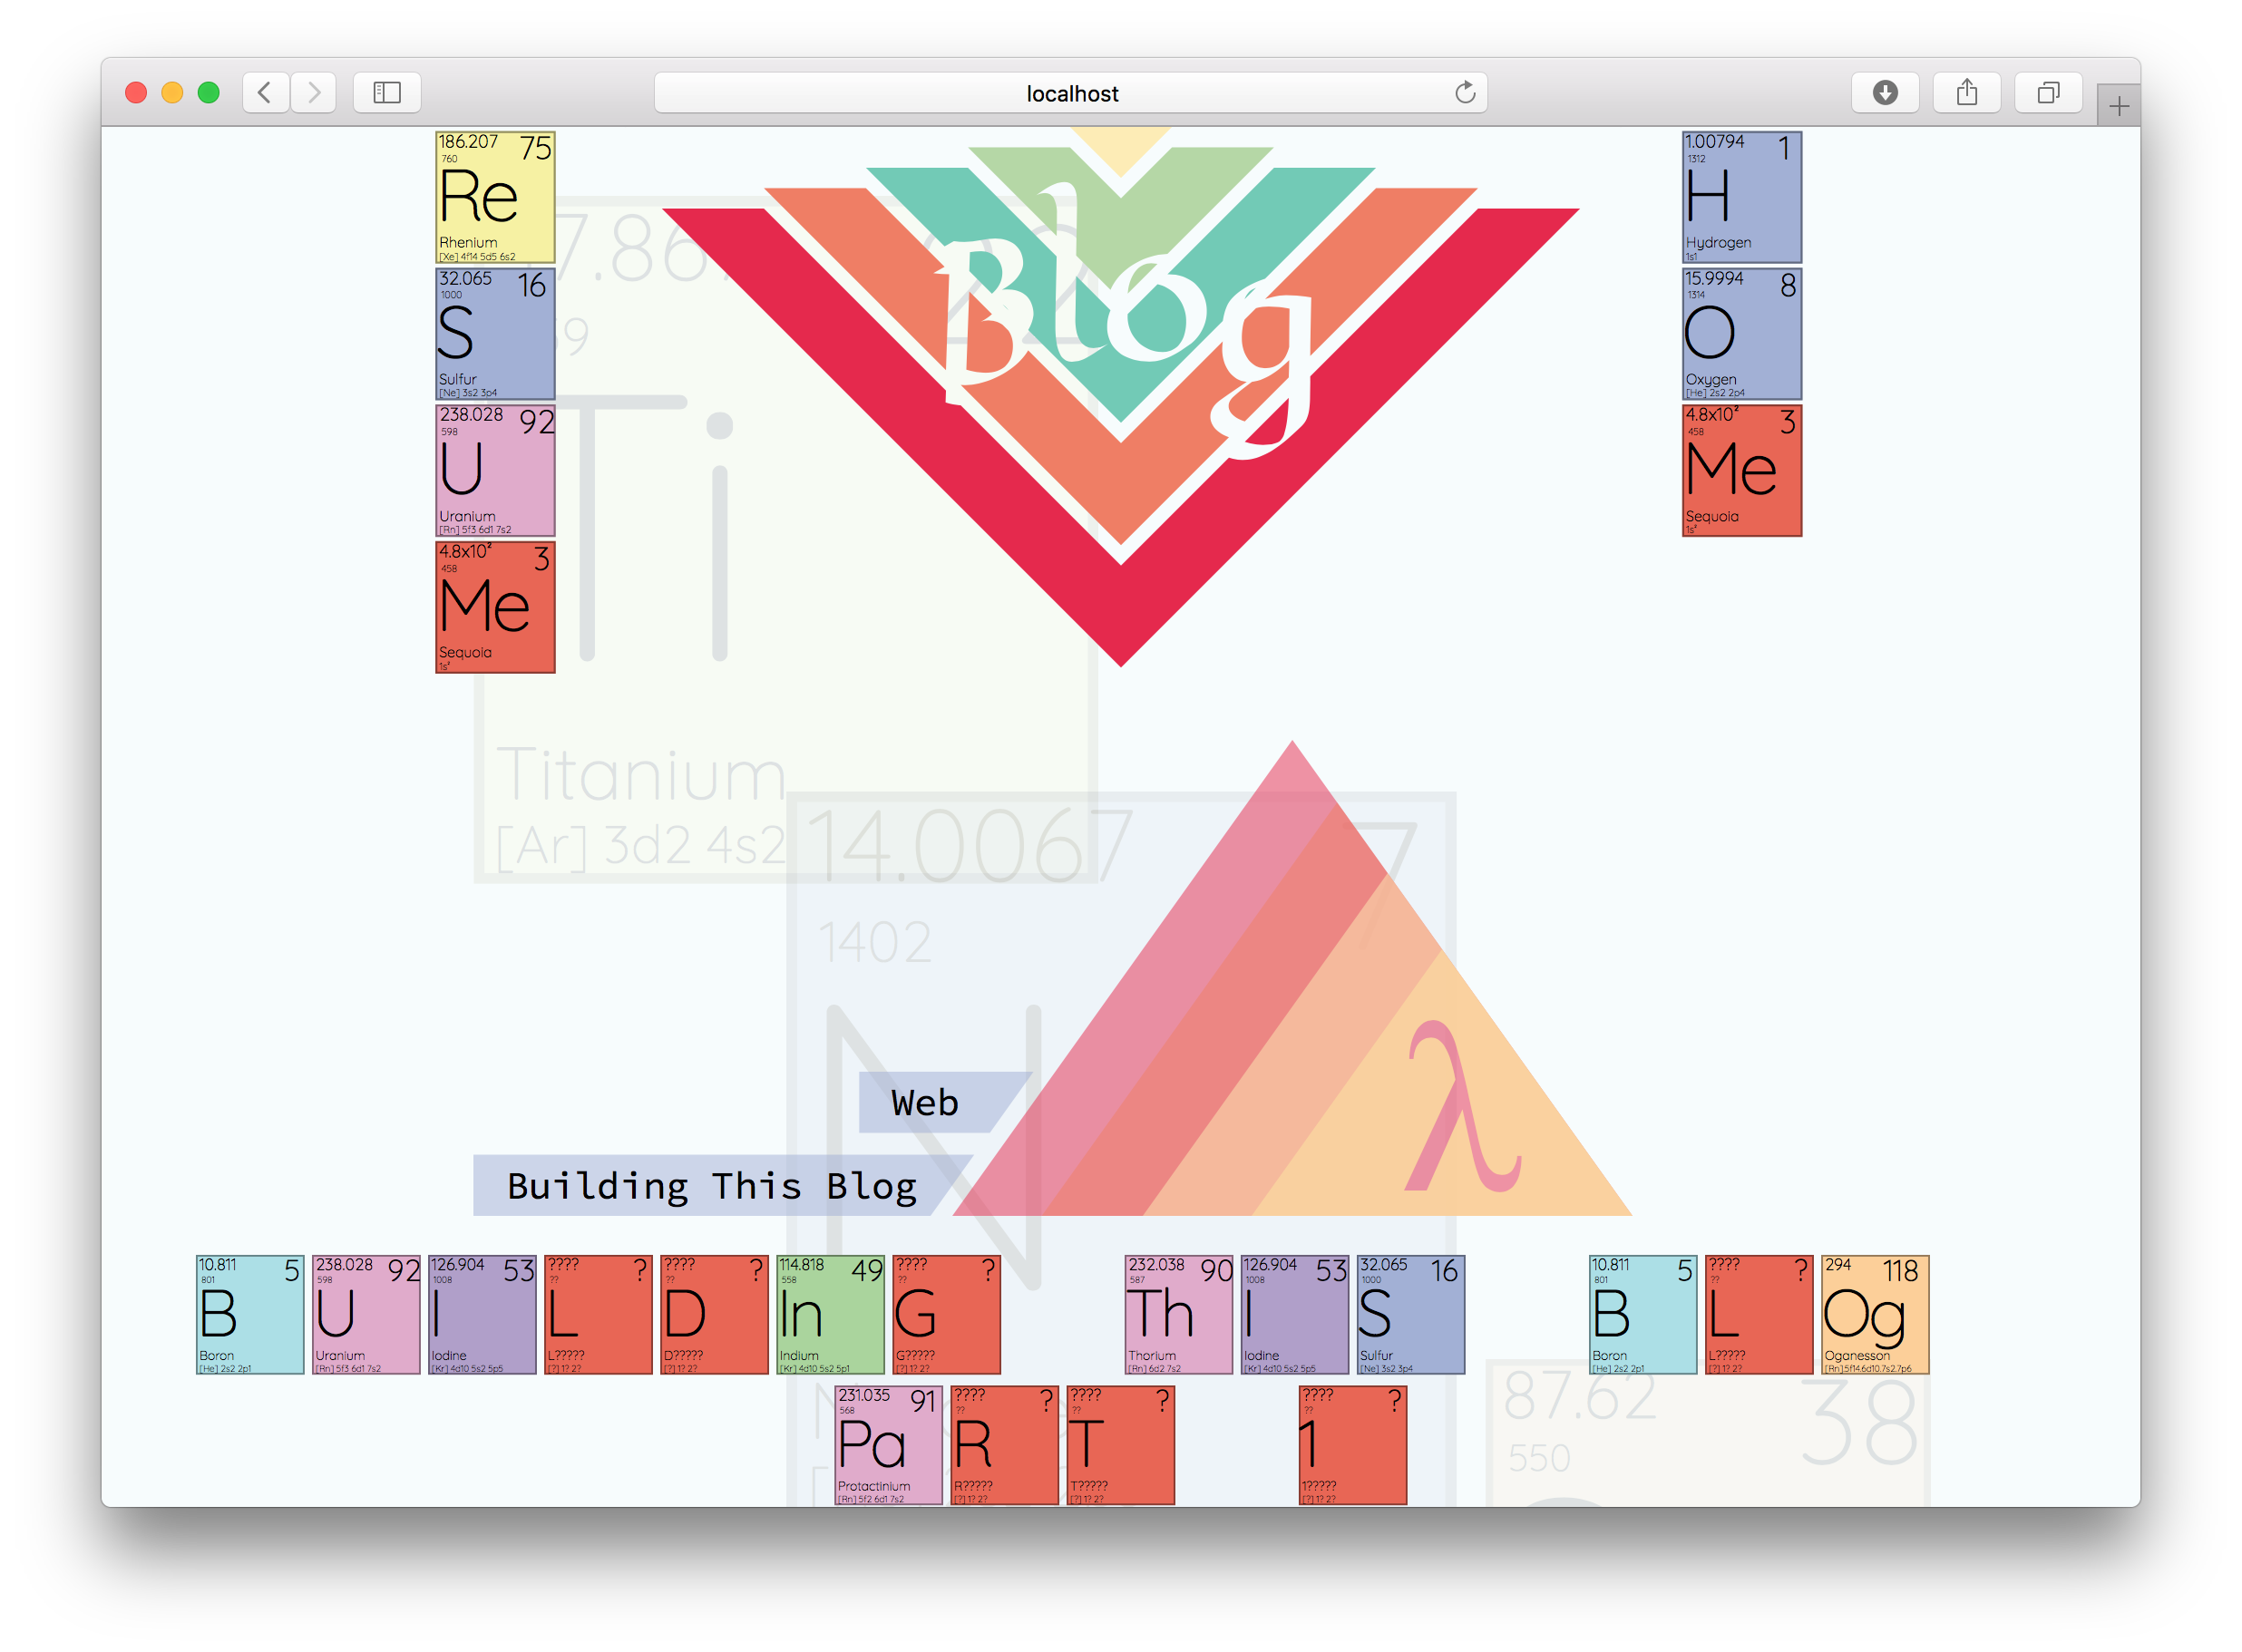 localhost
186.207 75
760
Re
Rhenium
[Xe] 4f14 5d5 6s2
32.065 16
1000
S
Sulfur
[Ne] 3s2 3p4
238.028 92
598
U
Uranium
[Rn] 5f3 6d1 7s2
4.8x10² 3
458
Me
Sequoia
1s²
Blog
1.00794 1
1312
H
Hydrogen
1s1
15.9994 8
1314
O
Oxygen
[He] 2s2 2p4
4.8x10² 3
458
Me
Sequoia
1s²
22
Ti
Titanium
[Ar] 3d2 4s2
14.0067 7
1402
N
λ
Web
Building This Blog
10.811 5
801
B
Boron
[He] 2s2 2p1
238.028 92
598
U
Uranium
[Rn] 5f3 6d1 7s2
126.904 53
1008
I
Iodine
[Kr] 4d10 5s2 5p5
???? ?
??
L
L?????
[?] 1? 2?
???? ?
??
D
D?????
[?] 1? 2?
114.818 49
558
In
Indium
[Kr] 4d10 5s2 5p1
???? ?
??
G
G?????
[?] 1? 2?
232.038 90
587
Th
Thorium
[Rn] 6d2 7s2
126.904 53
1008
I
Iodine
[Kr] 4d10 5s2 5p5
32.065 16
1000
S
Sulfur
[Ne] 3s2 3p4
10.811 5
801
B
Boron
[He] 2s2 2p1
???? ?
??
L
L?????
[?] 1? 2?
294 118
Og
Oganesson
[Rn].5f14.6d10.7s2.7p6
231.035 91
568
Pa
Protactinium
[Rn] 5f2 6d1 7s2
???? ?
??
R
R?????
[?] 1? 2?
???? ?
??
T
T?????
[?] 1? 2?
???? ?
??
1
1?????
[?] 1? 2?
87.62 38
550